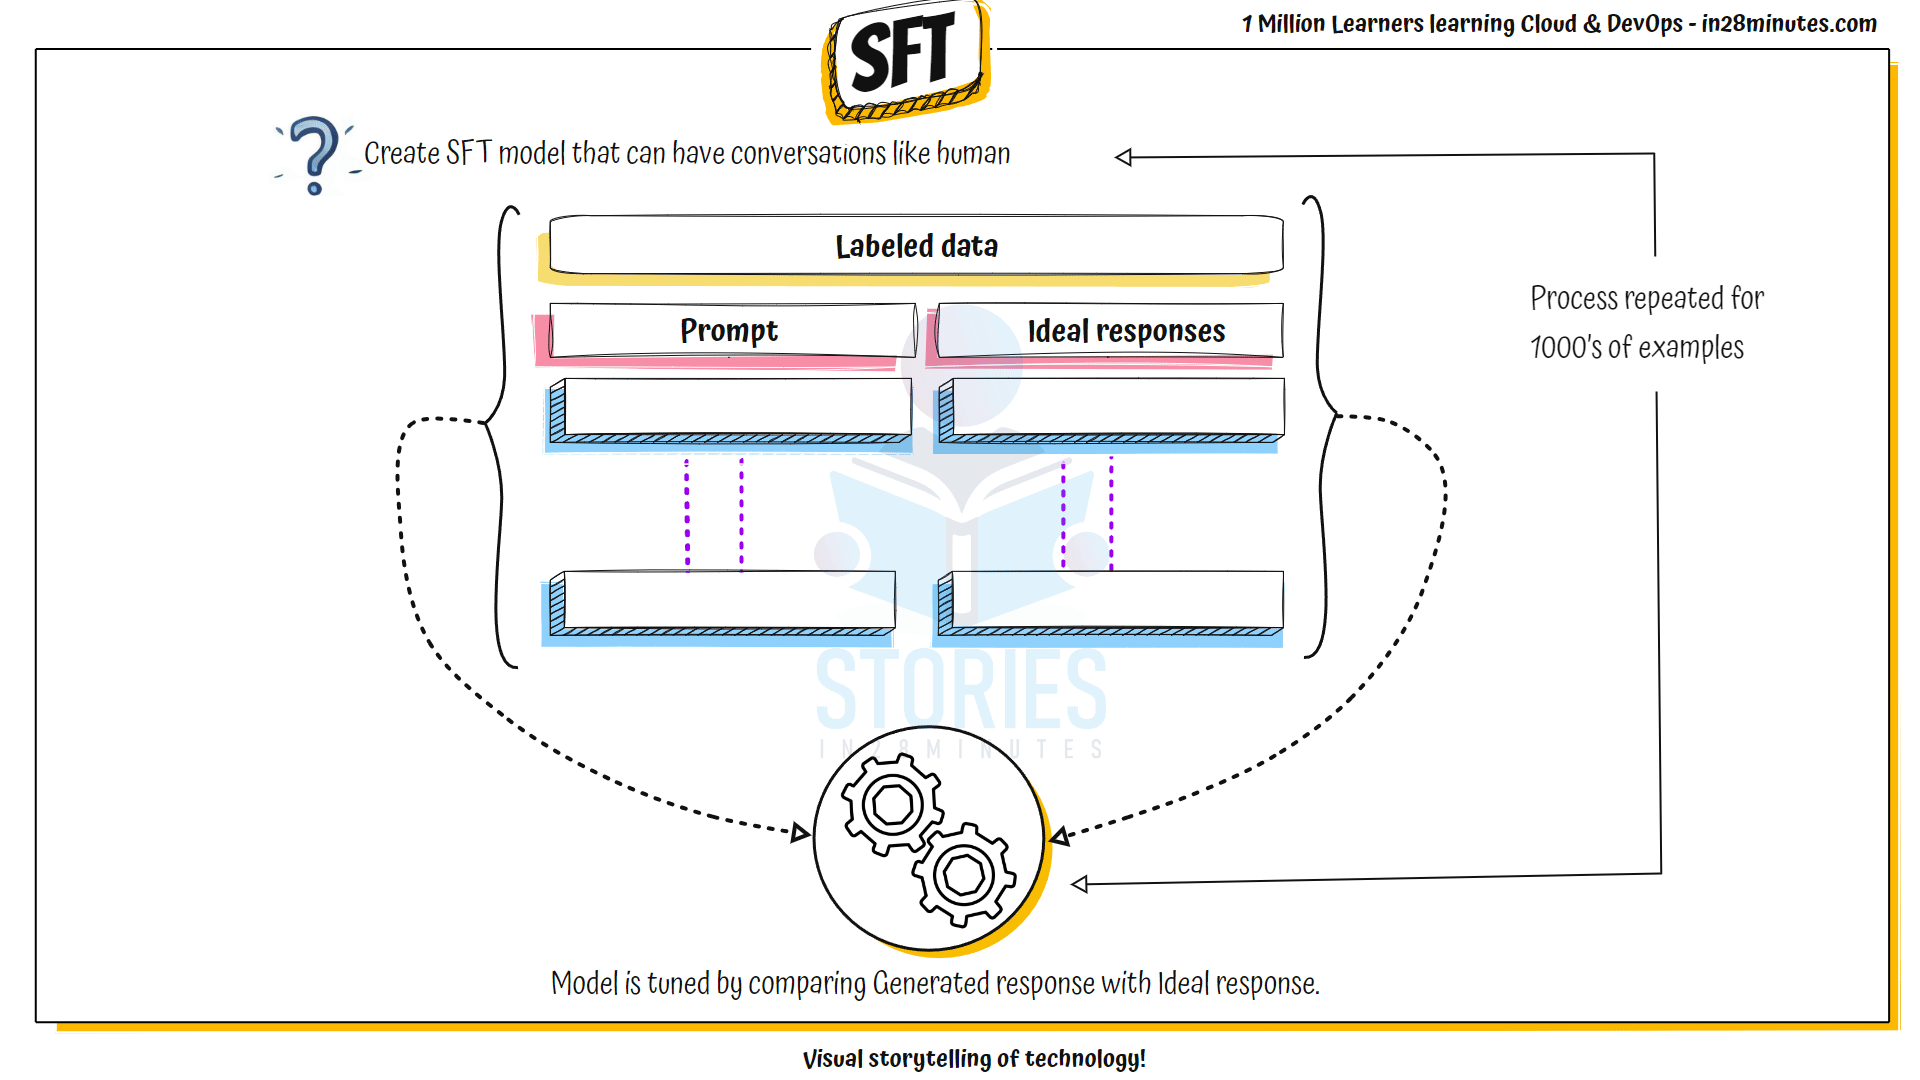 1 Million Learners learning Cloud & DevOps - in28minutes.com
SFT
Create SFT model that can have conversations like human
Labeled data
Prompt
Ideal responses
Process repeated for
1000's of examples
STORIES
IN28MINUTES
Model is tuned by comparing Generated response with Ideal response.
Visual storytelling of technology!